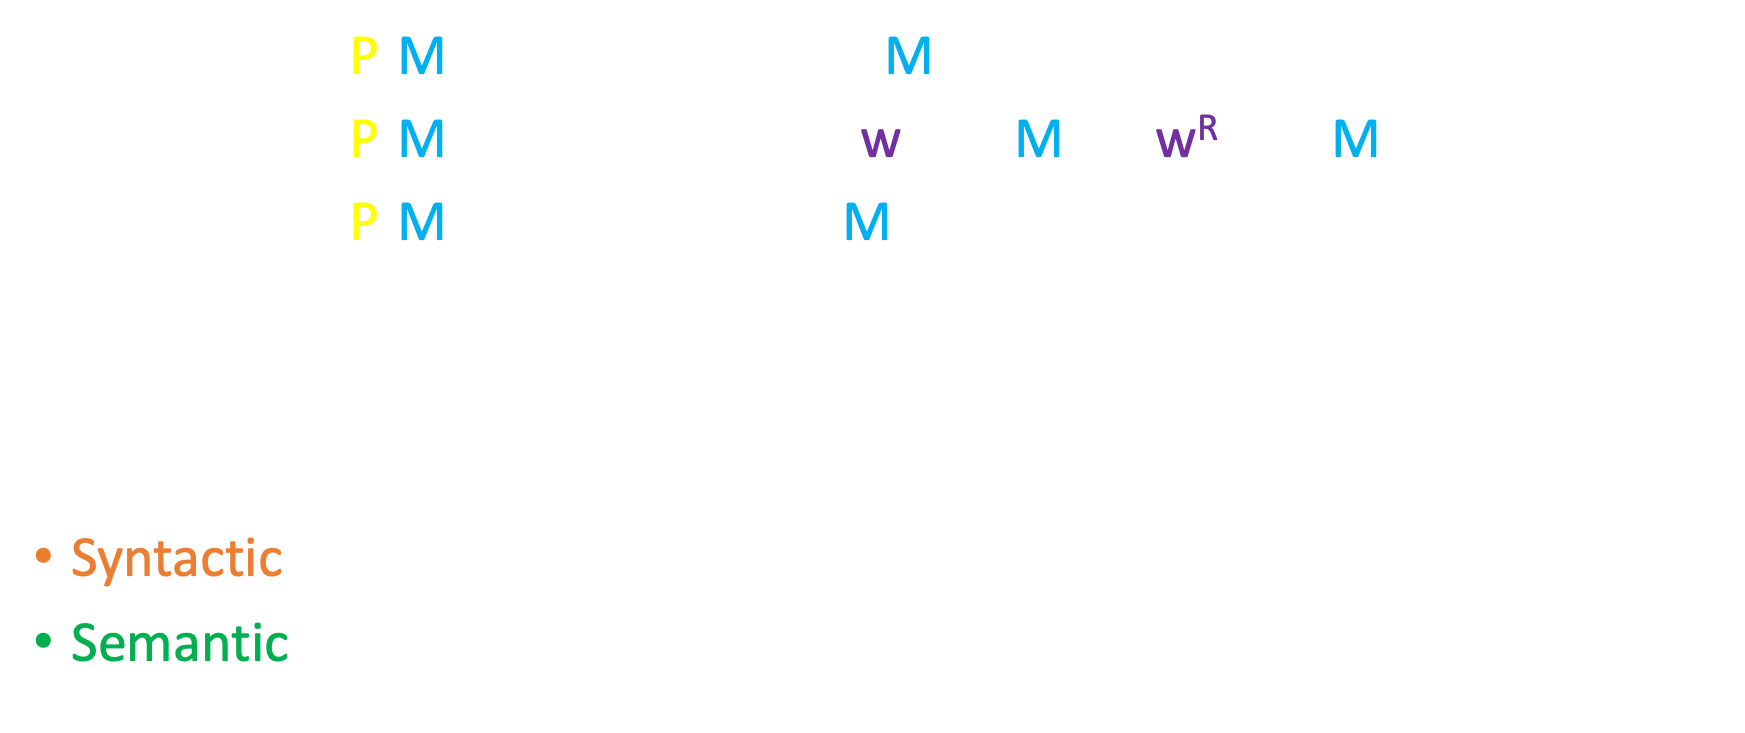 P M M
P M w M wᴿ M
P M M
• Syntactic
• Semantic